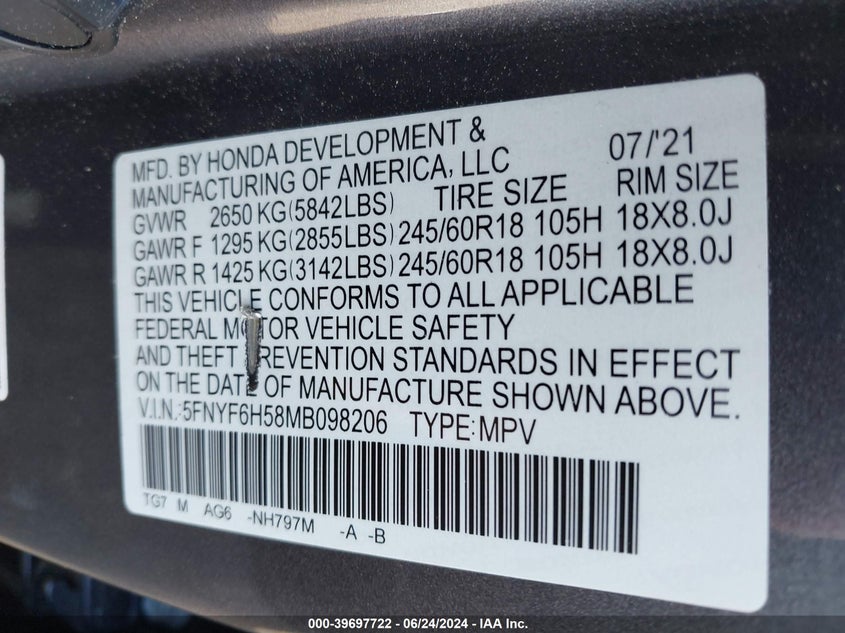 MFD. BY HONDA DEVELOPMENT & 07/'21
MANUFACTURING OF AMERICA, LLC
GVWR 2650 KG(5842LBS) TIRE SIZE RIM SIZE
GAWR F 1295 KG(2855LBS) 245/60R18 105H 18X8.0J
GAWR R 1425 KG(3142LBS) 245/60R18 105H 18X8.0J
THIS VEHICLE CONFORMS TO ALL APPLICABLE
FEDERAL MOTOR VEHICLE SAFETY
AND THEFT PREVENTION STANDARDS IN EFFECT
ON THE DATE OF MANUFACTURE SHOWN ABOVE.
V.I.N.:5FNYF6H58MB098206 TYPE:MPV
TG7 M AG6 -NH797M -A -B
000-39697722 - 06/24/2024 - IAA Inc.